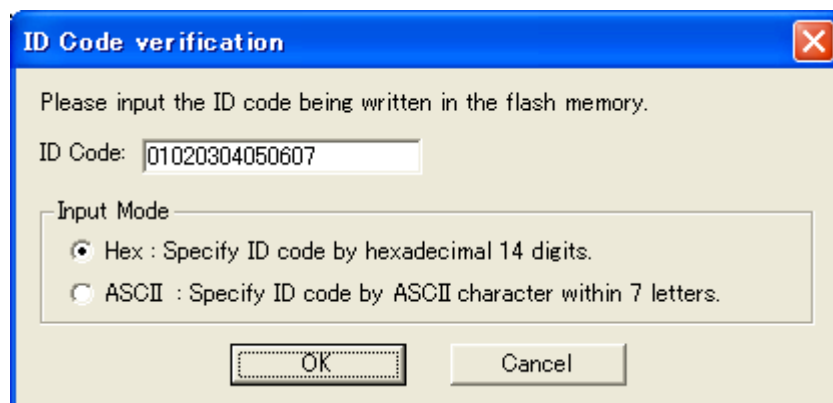 ID Code verification
Please input the ID code being written in the flash memory.
ID Code: 01020304050607
Input Mode
Hex : Specify ID code by hexadecimal 14 digits.
ASCII : Specify ID code by ASCII character within 7 letters.
OK Cancel